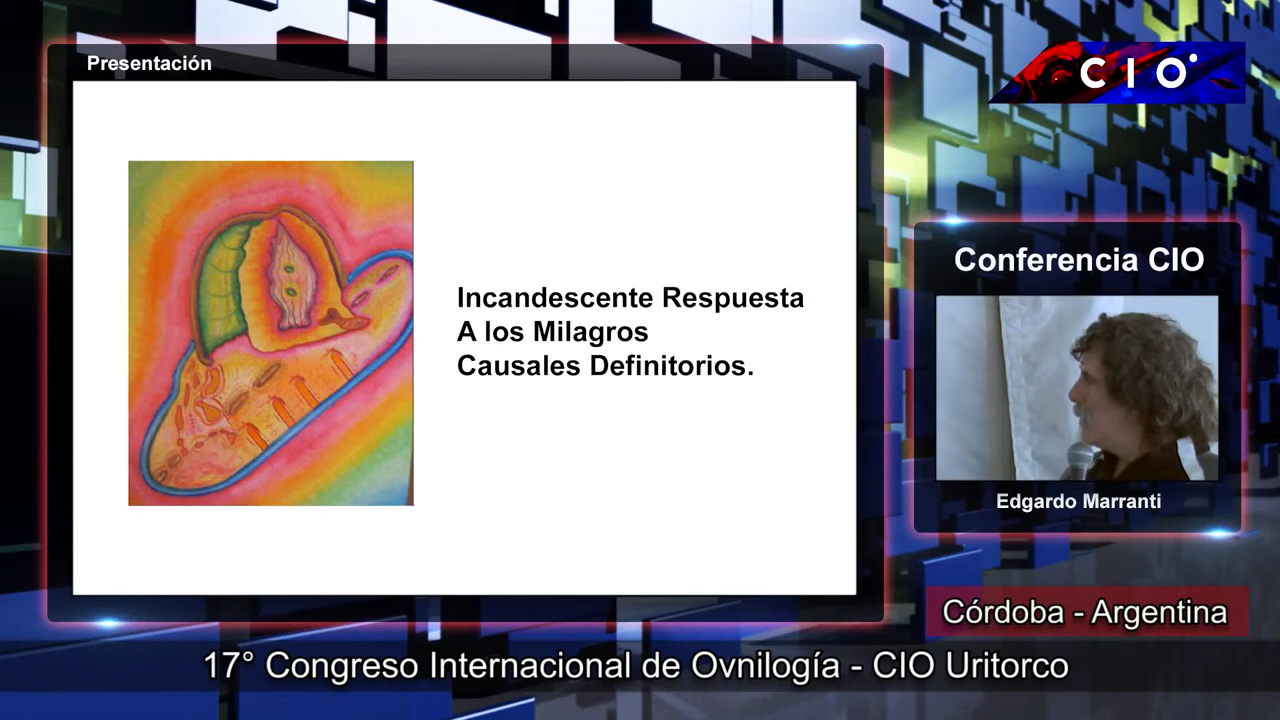 Presentación
CIO
Incandescente Respuesta
A los Milagros
Causales Definitorios.
Conferencia CIO
Edgardo Marranti
Córdoba - Argentina
17° Congreso Internacional de Ovnilogía - CIO Uritorco